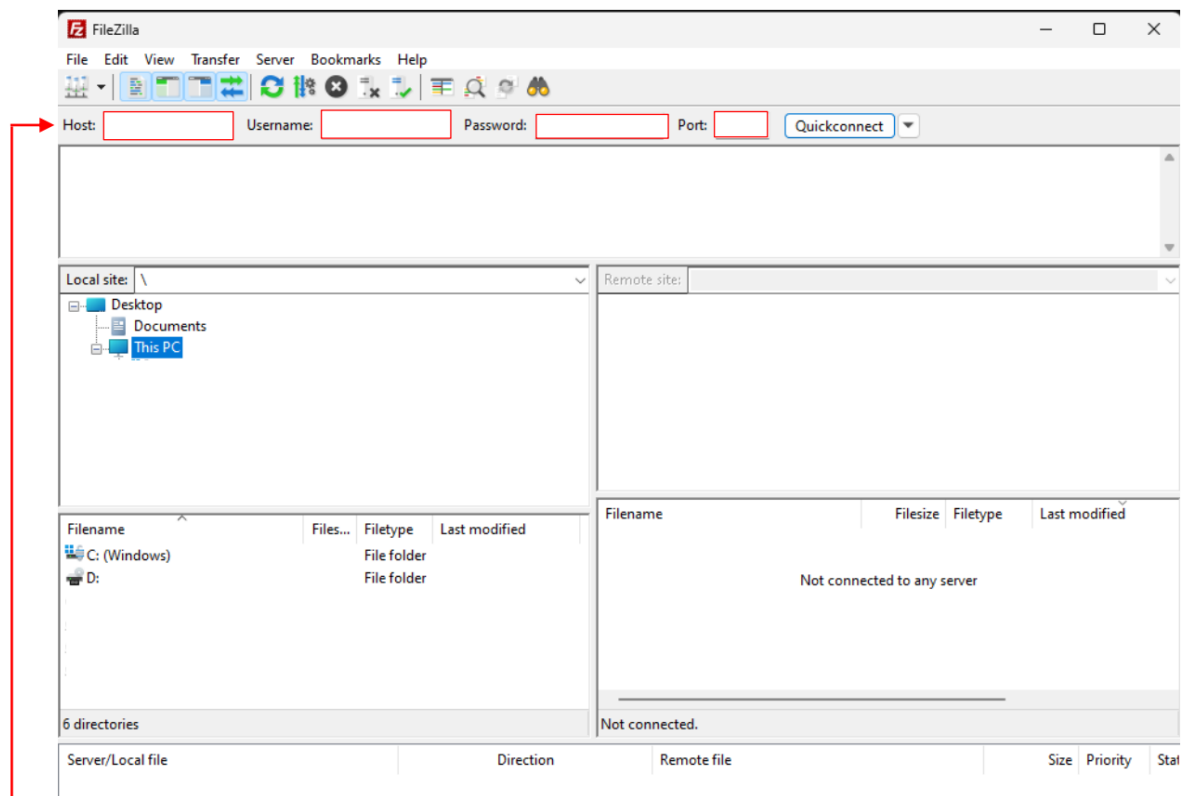 FileZilla
File Edit View Transfer Server Bookmarks Help
Host: Username: Password: Port: Quickconnect
Local site: \
Remote site:
Desktop
Documents
This PC
Filename Files... Filetype Last modified
C: (Windows) File folder
D: File folder
6 directories
Filename Filesize Filetype Last modified
Not connected to any server
Not connected.
Server/Local file Direction Remote file Size Priority Stat